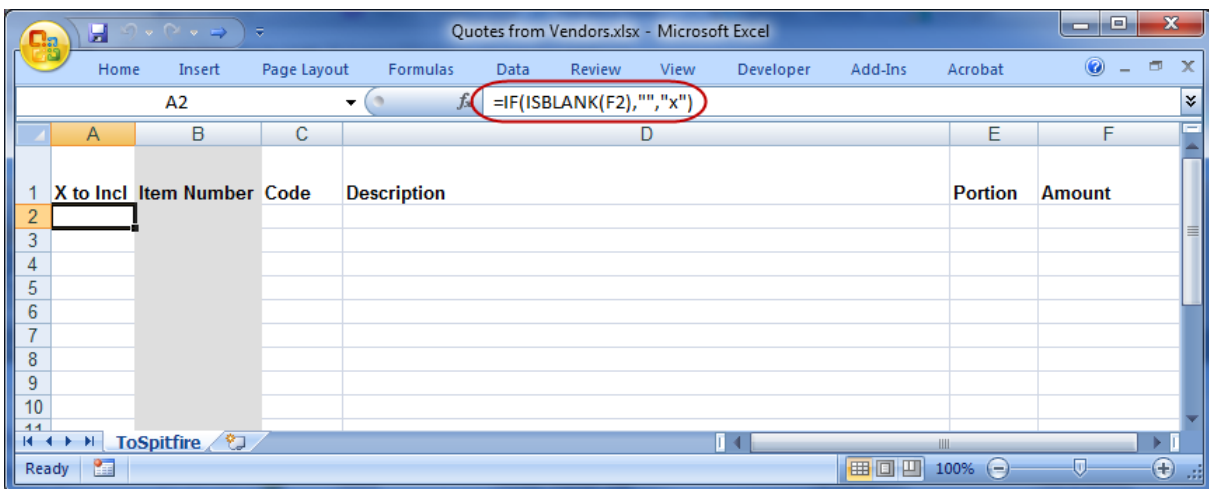 Quotes from Vendors.xlsx - Microsoft Excel
Home Insert Page Layout Formulas Data Review View Developer Add-Ins Acrobat
A2 fx =IF(ISBLANK(F2),"","x")
A B C D E F
1 X to Incl Item Number Code Description Portion Amount
2
3
4
5
6
7
8
9
10
11
ToSpitfire
Ready 100%